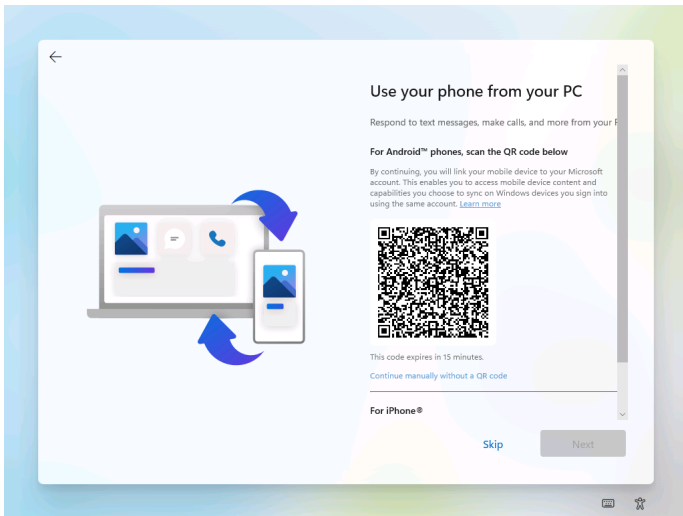 Use your phone from your PC
Respond to text messages, make calls, and more from your
For Android™ phones, scan the QR code below
By continuing, you will link your mobile device to your Microsoft
account. This enables you to access mobile device content and
capabilities you choose to sync on Windows devices you sign into
using the same account. Learn more
This code expires in 15 minutes.
Continue manually without a QR code
For iPhone®
Skip
Next